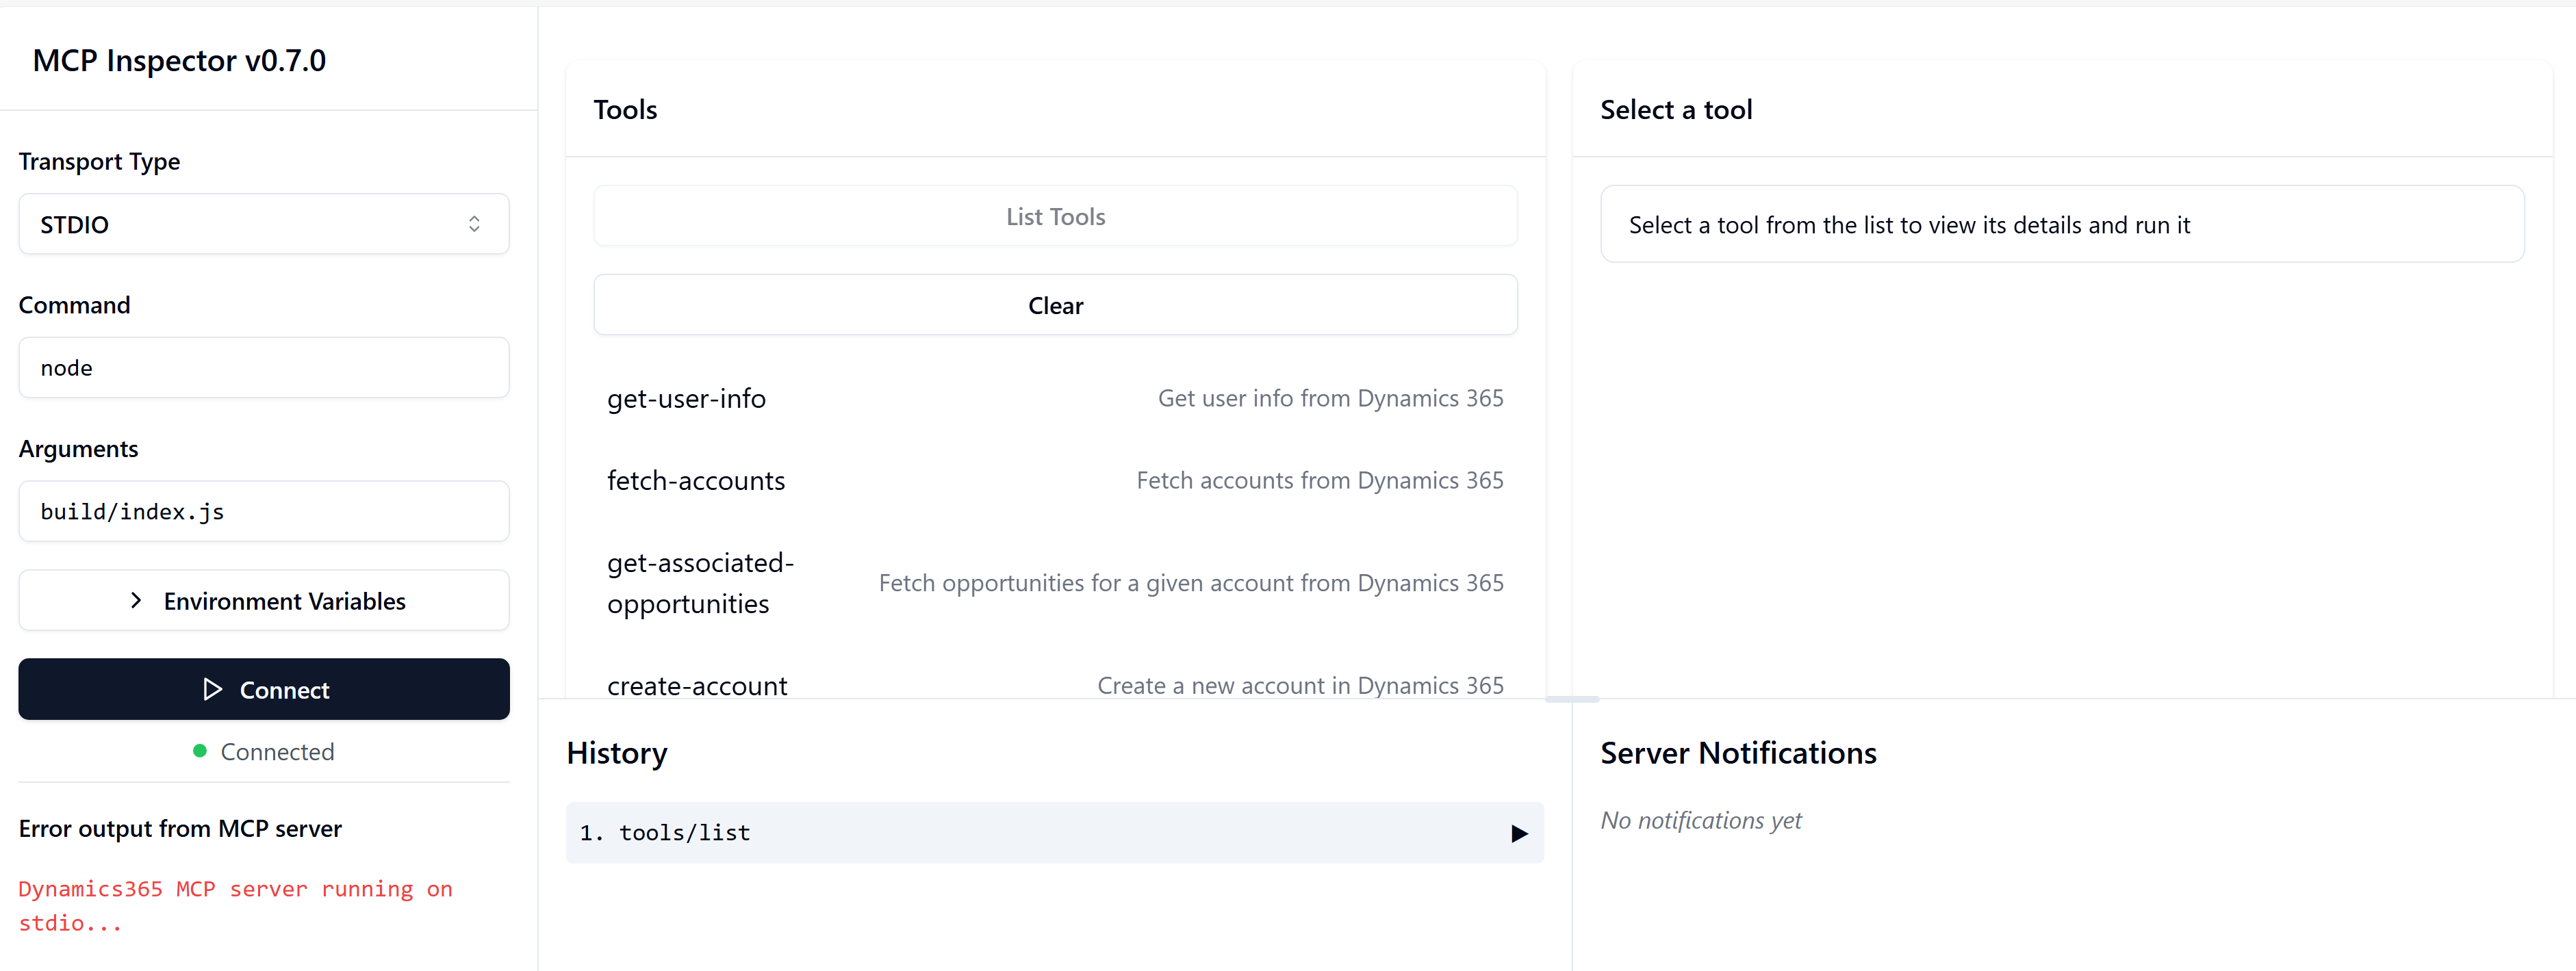 MCP Inspector v0.7.0
Transport Type
STDIO
Command
node
Arguments
build/index.js
Environment Variables
Connect
Connected
Error output from MCP server
Dynamics365 MCP server running on
stdio...
Tools
List Tools
Clear
get-user-info
Get user info from Dynamics 365
fetch-accounts
Fetch accounts from Dynamics 365
get-associated-
opportunities
Fetch opportunities for a given account from Dynamics 365
create-account
Create a new account in Dynamics 365
Select a tool
Select a tool from the list to view its details and run it
History
1. tools/list
Server Notifications
No notifications yet